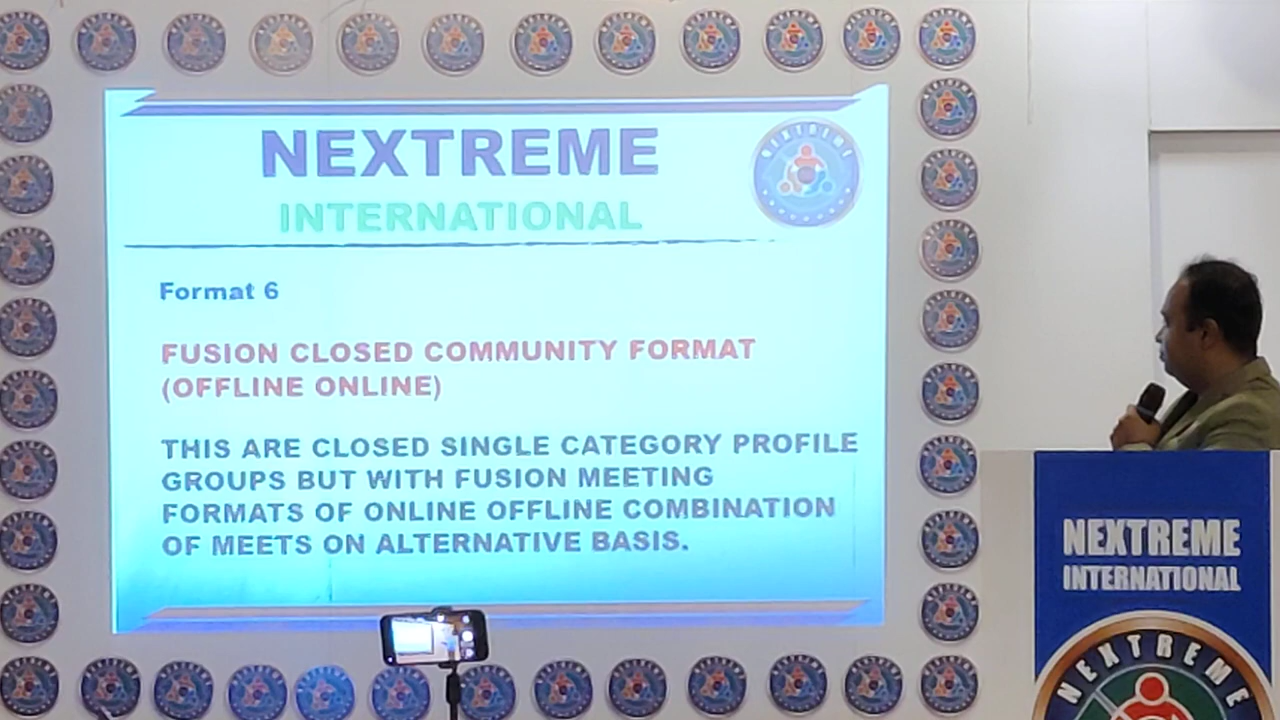 NEXTREME
INTERNATIONAL
NEXTREME
Format 6
FUSION CLOSED COMMUNITY FORMAT
(OFFLINE ONLINE)
THIS ARE CLOSED SINGLE CATEGORY PROFILE
GROUPS BUT WITH FUSION MEETING
FORMATS OF ONLINE OFFLINE COMBINATION
OF MEETS ON ALTERNATIVE BASIS.
NEXTREME
INTERNATIONAL
NEXTREME